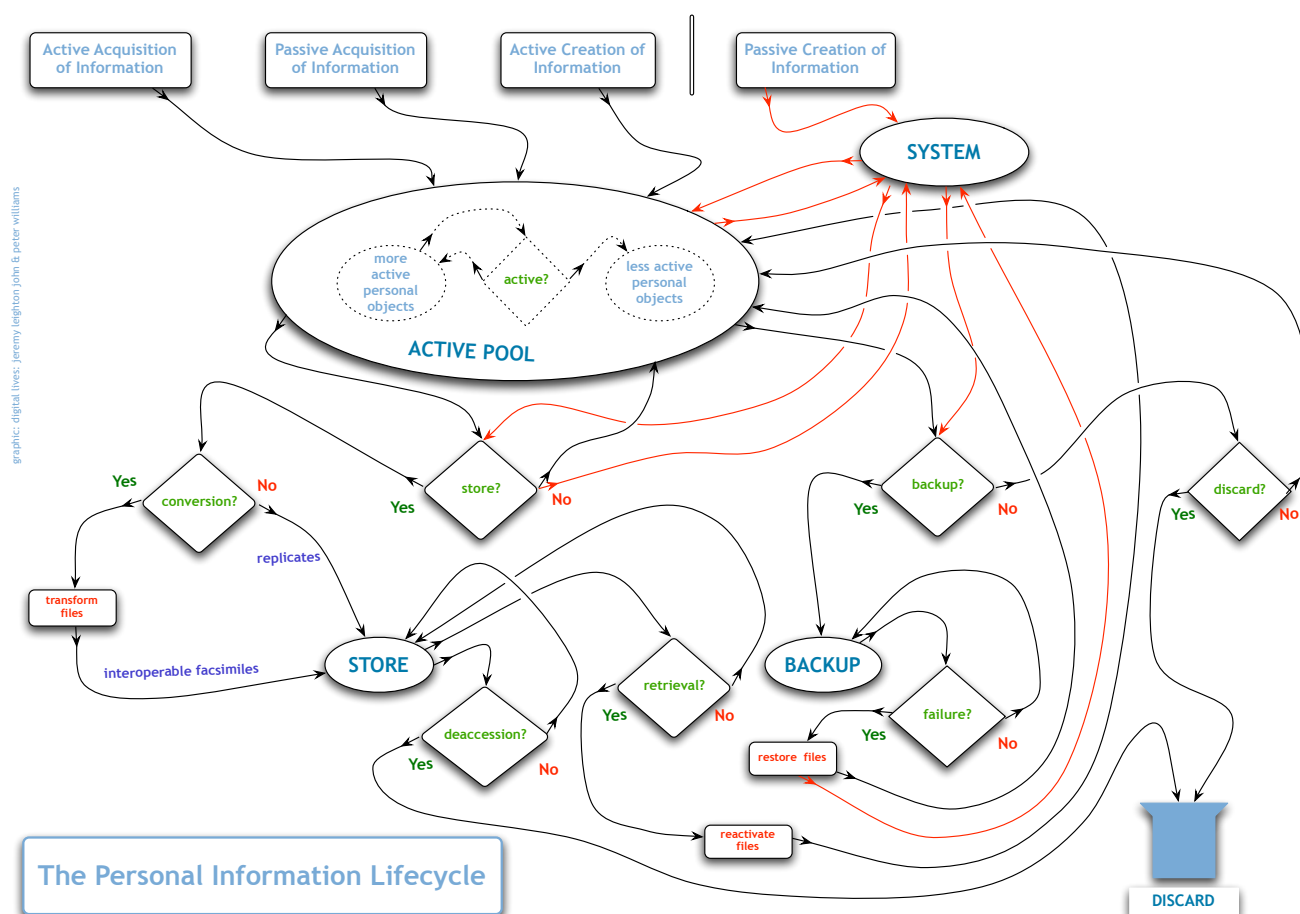 Active Acquisition
of Information
Passive Acquisition
of Information
Active Creation of
Information
Passive Creation of
Information
SYSTEM
graphic: digital lives: jeremy leighton john & peter williams
more
active
personal
objects
active?
less active
personal
objects
ACTIVE POOL
Yes
conversion?
No
store?
Yes
No
backup?
Yes
No
discard?
Yes
No
replicates
transform
files
interoperable facsimiles
STORE
retrieval?
Yes
No
BACKUP
deaccession?
Yes
No
failure?
Yes
No
restore files
reactivate
files
The Personal Information Lifecycle
DISCARD